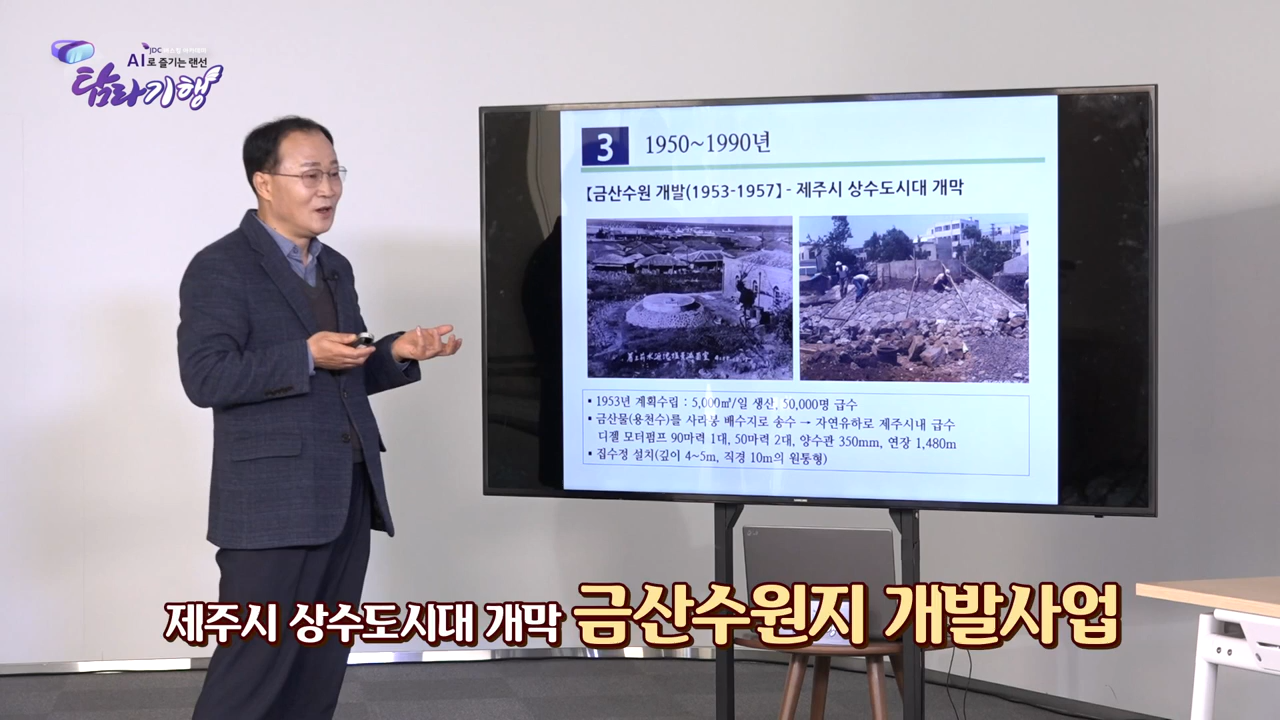 JDC
AI로 즐기는 랜선
탐라기행
3
1950~1990년
【금산수원 개발(1953-1957】 - 제주시 상수도시대 개막
▪ 1953년 계획수립 : 5,000㎥/일 생산, 50,000명 급수
▪ 금산물(용천수)를 사라봉 배수지로 송수 → 자연유하로 제주시내 급수
디젤 모터펌프 90마력 1대, 50마력 2대, 양수관 350mm, 연장 1,480m
▪ 집수정 설치(깊이 4~5m, 직경 10m의 원통형)
제주시 상수도시대 개막 금산수원지 개발사업